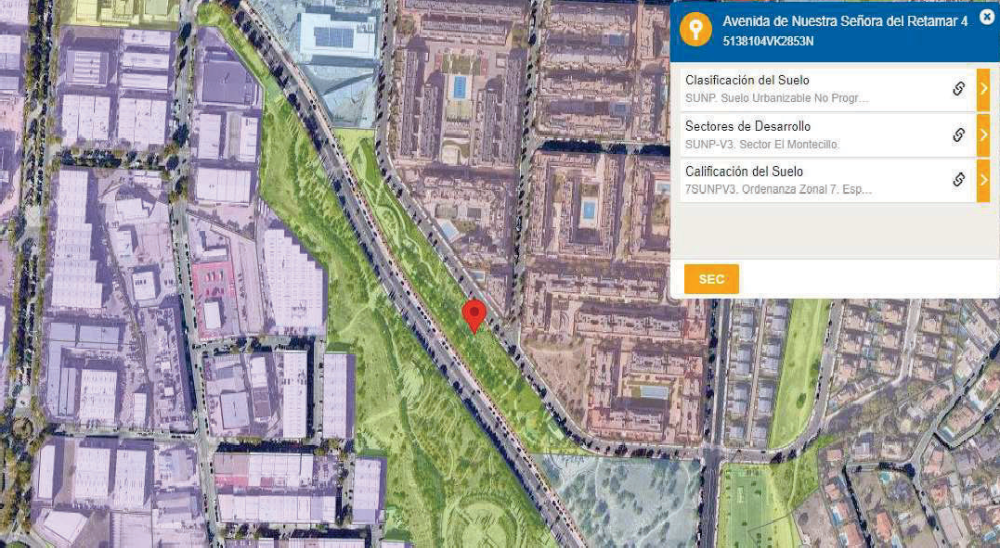 Avenida de Nuestra Señora del Retamar 4
5138104VK2853N
Clasificación del Suelo
SUNP. Suelo Urbanizable No Progr...
Sectores de Desarrollo
SUNP-V3. Sector El Montecillo.
Calificación del Suelo
7SUNPV3. Ordenanza Zonal 7. Esp...
SEC